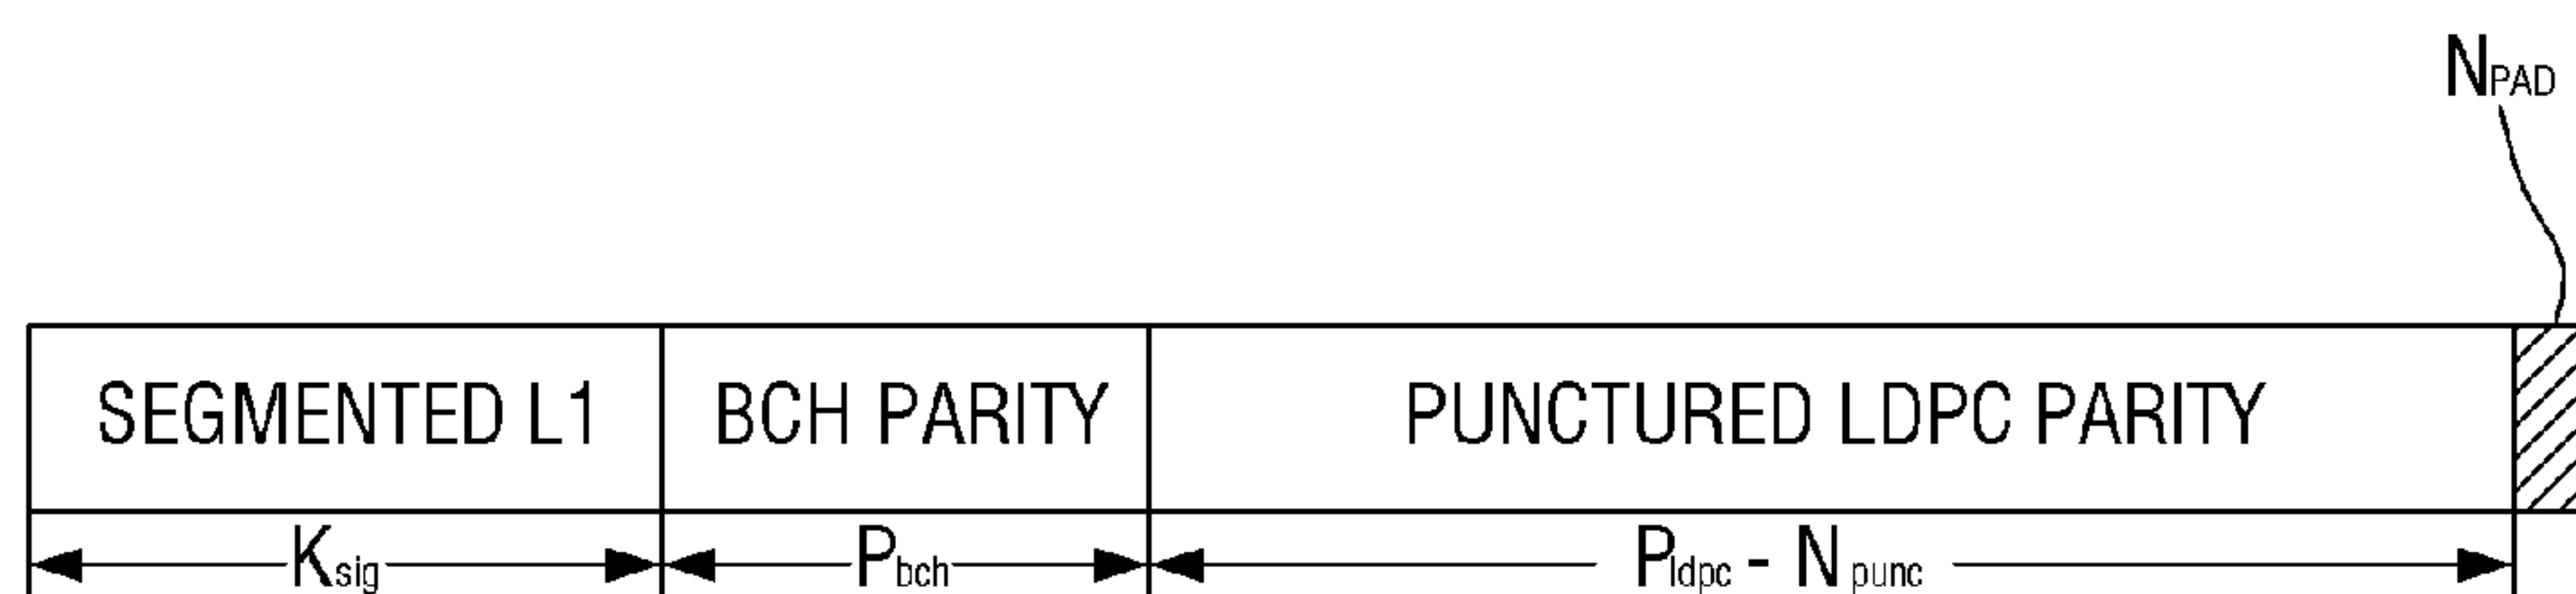 NPAD
SEGMENTED L1 BCH PARITY PUNCTURED LDPC PARITY
Ksig Pbch Pldpc - Npunc